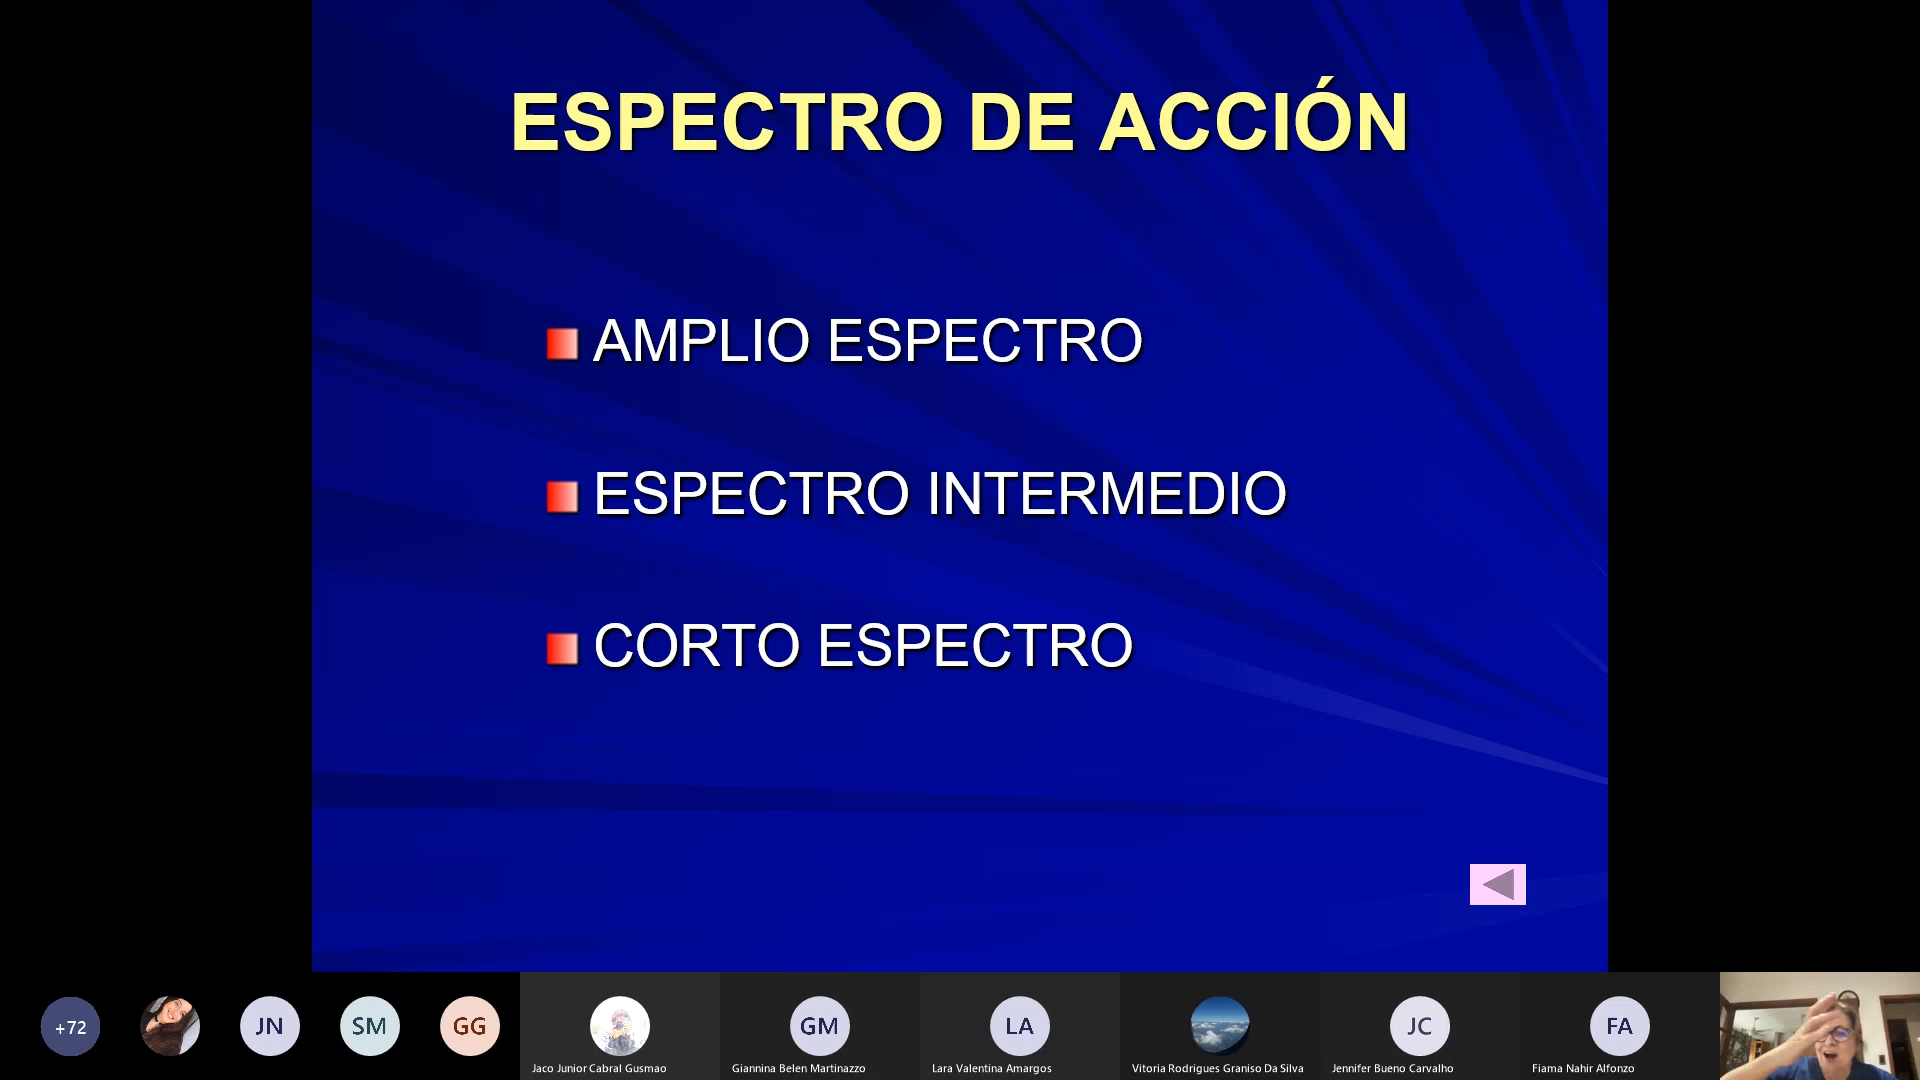 ESPECTRO DE ACCIÓN
AMPLIO ESPECTRO
ESPECTRO INTERMEDIO
CORTO ESPECTRO
+72
JN
SM
GG
Jaco Junior Cabral Gusmao
GM
Giannina Belen Martinazzo
LA
Lara Valentina Amargos
Vitoria Rodrigues Graniso Da Silva
JC
Jennifer Bueno Carvalho
FA
Fiama Nahir Alfonzo